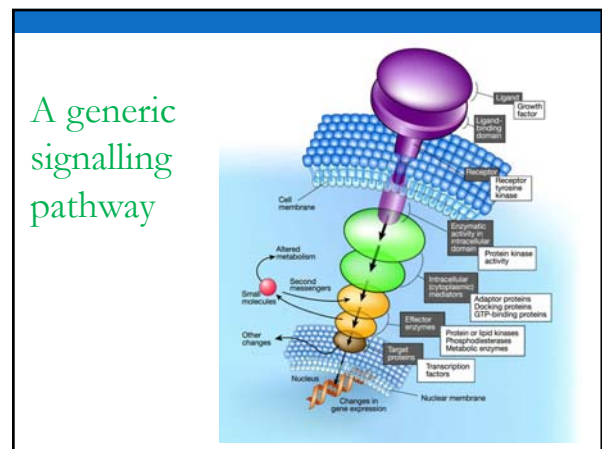 A generic
signalling
pathway
Ligand
Growth
factor
Ligand-
binding
domain
Receptor
Receptor
tyrosine
kinase
Cell
membrane
Enzymatic
activity in
intracellular
domain
Protein kinase
activity
Altered
metabolism
Second
messengers
Small
molecules
Intracellular
(cytoplasmic)
mediators
Adaptor proteins
Docking proteins
GTP-binding proteins
Effector
enzymes
Protein or lipid kinases
Phosphodiesterases
Metabolic enzymes
Other
changes
Target
proteins
Transcription
factors
Nucleus
Changes in
gene expression
Nuclear membrane